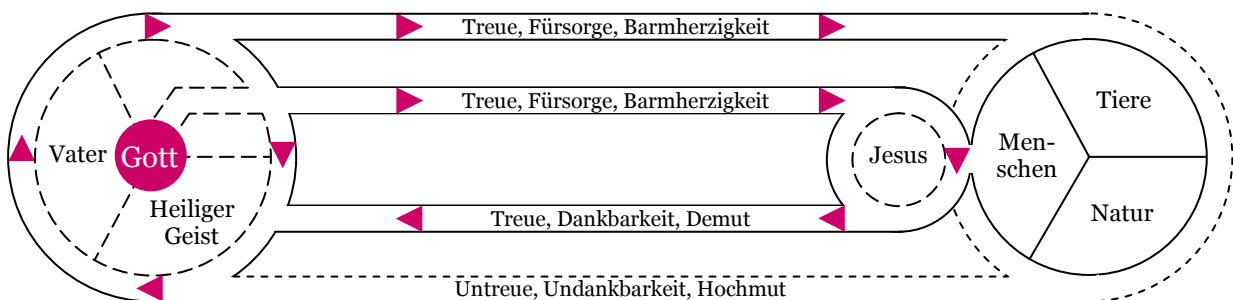 Treue, Fürsorge, Barmherzigkeit
Treue, Fürsorge, Barmherzigkeit
Tiere
Vater
Gott
Jesus
Men-
schen
Heiliger
Geist
Natur
Treue, Dankbarkeit, Demut
Untreue, Undankbarkeit, Hochmut